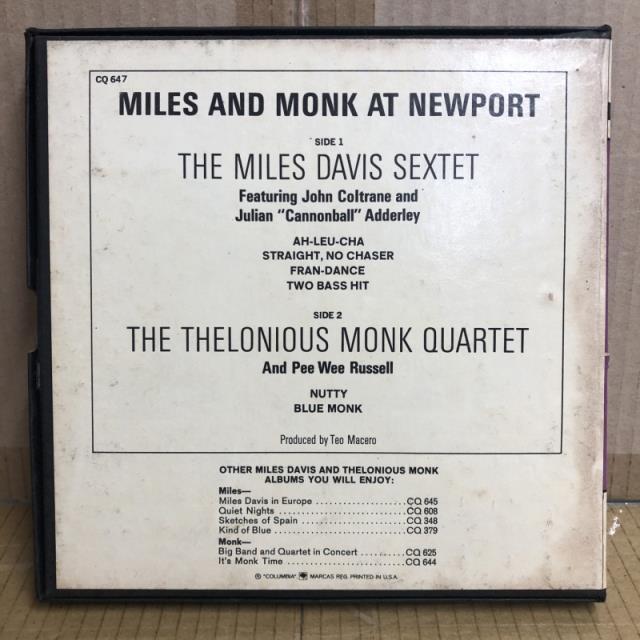 CQ 647
MILES AND MONK AT NEWPORT
SIDE 1
THE MILES DAVIS SEXTET
Featuring John Coltrane and
Julian "Cannonball" Adderley
AH-LEU-CHA
STRAIGHT, NO CHASER
FRAN-DANCE
TWO BASS HIT
SIDE 2
THE THELONIOUS MONK QUARTET
And Pee Wee Russell
NUTTY
BLUE MONK
Produced by Teo Macero
OTHER MILES DAVIS AND THELONIOUS MONK
ALBUMS YOU WILL ENJOY:
Miles—
Miles Davis in Europe ........................ CQ 645
Quiet Nights ........................ CQ 608
Sketches of Spain ........................ CQ 348
Kind of Blue ........................ CQ 379
Monk—
Big Band and Quartet in Concert .......... CQ 625
It's Monk Time ........................ CQ 644
® "COLUMBIA", MARCAS REG. PRINTED IN U.S.A.